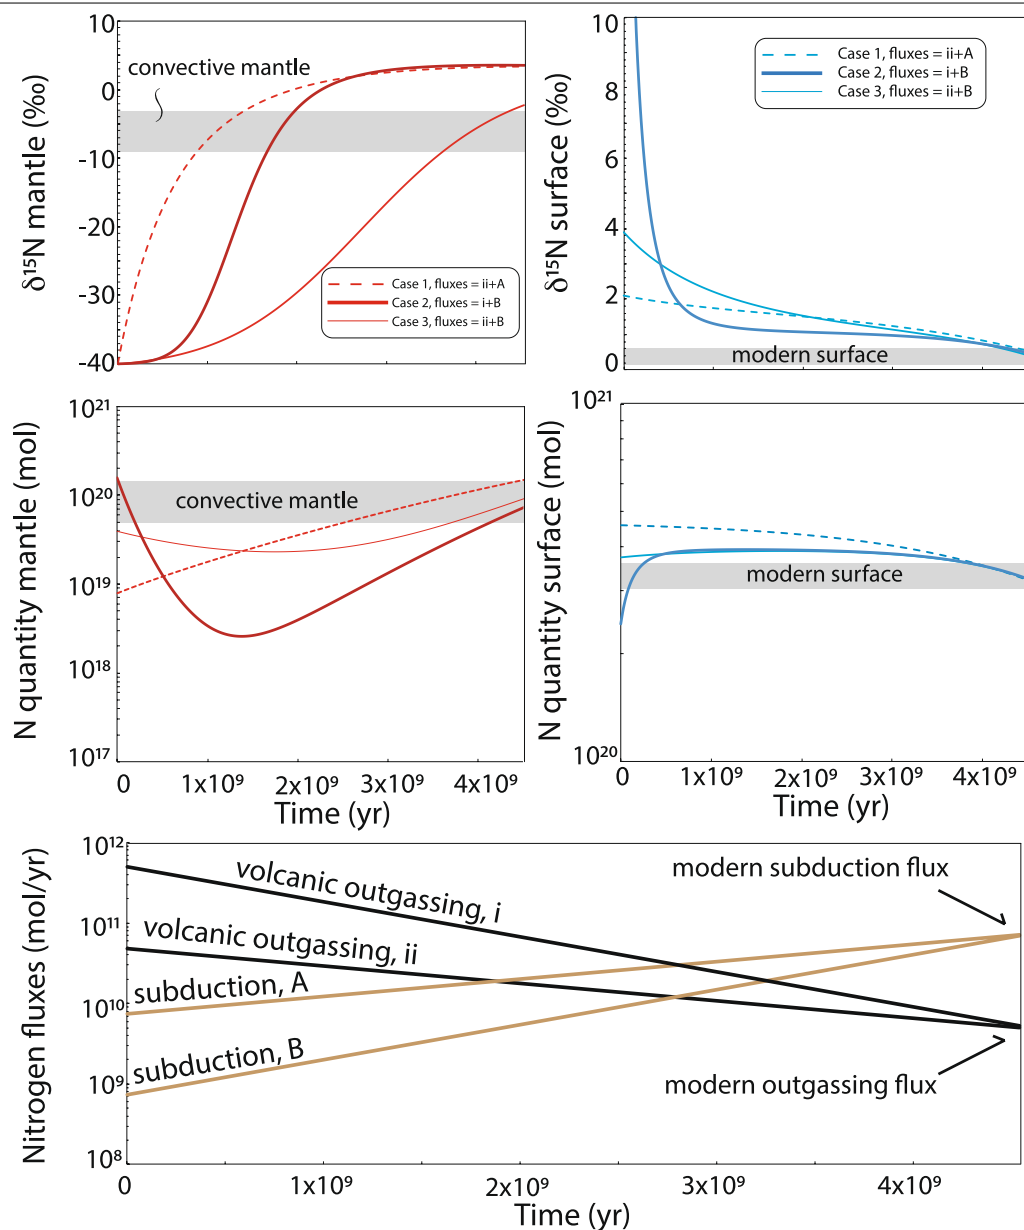 10
0
-10
-20
-30
-40
δ¹⁵N mantle (‰)
convective mantle
Case 1, fluxes = ii+A
Case 2, fluxes = i+B
Case 3, fluxes = ii+B
10
8
6
4
2
0
δ¹⁵N surface (‰)
Case 1, fluxes = ii+A
Case 2, fluxes = i+B
Case 3, fluxes = ii+B
modern surface
10²¹
10²⁰
10¹⁹
10¹⁸
10¹⁷
N quantity mantle (mol)
convective mantle
0
1x10⁹
2x10⁹
3x10⁹
4x10⁹
Time (yr)
10²¹
10²⁰
N quantity surface (mol)
modern surface
0
1x10⁹
2x10⁹
3x10⁹
4x10⁹
Time (yr)
10¹²
10¹¹
10¹⁰
10⁹
10⁸
Nitrogen fluxes (mol/yr)
volcanic outgassing, i
volcanic outgassing, ii
subduction, A
subduction, B
modern subduction flux
modern outgassing flux
0
1x10⁹
2x10⁹
3x10⁹
4x10⁹
Time (yr)